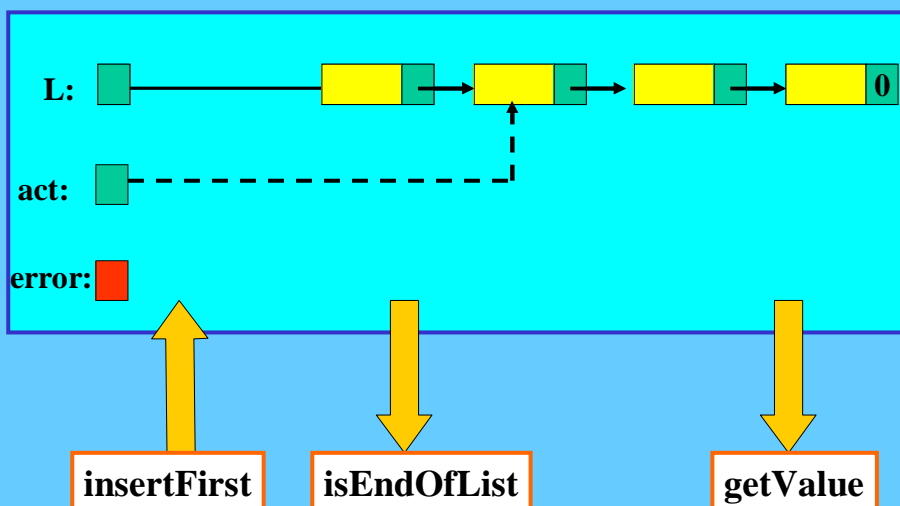 L:
0
act:
error:
insertFirst
isEndOfList
getValue